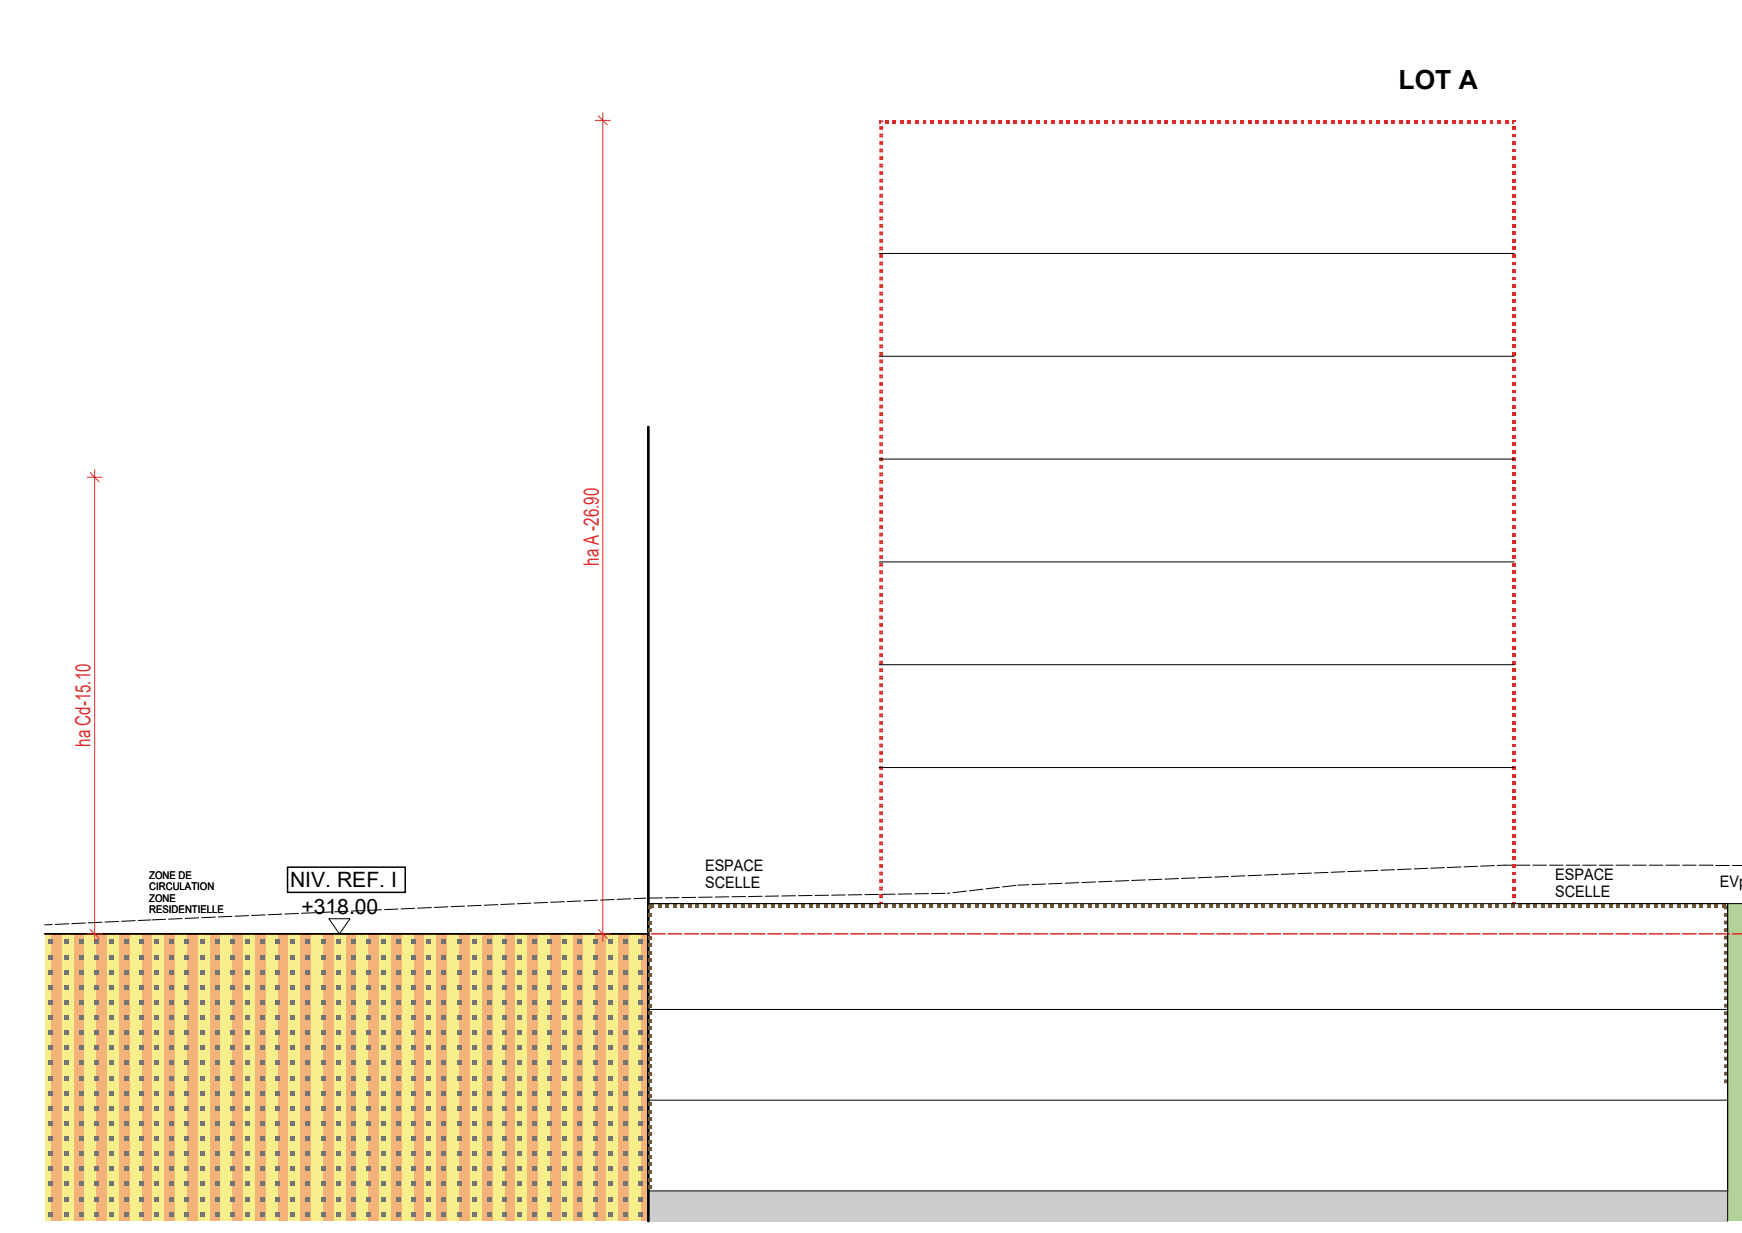 LOT A
ha A -26.90
ha Cd-15.10
ZONE DE
CIRCULATION
ZONE
RESIDENTIELLE
NIV. REF. I
+318.00
ESPACE
SCELLE
ESPACE
SCELLE